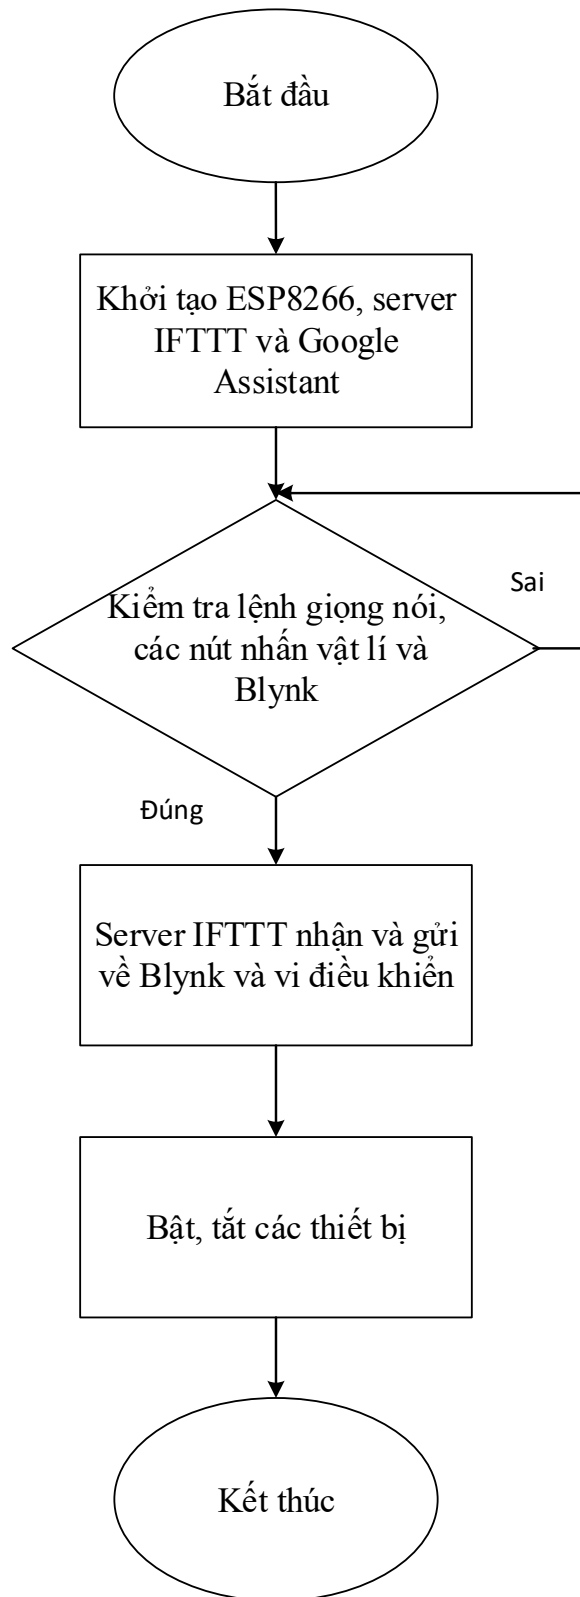 Bắt đầu
Khởi tạo ESP8266, server
IFTTT và Google
Assistant
Sai
Kiểm tra lệnh giọng nói,
các nút nhấn vật lí và
Blynk
Đúng
Server IFTTT nhận và gửi
về Blynk và vi điều khiển
Bật, tắt các thiết bị
Kết thúc